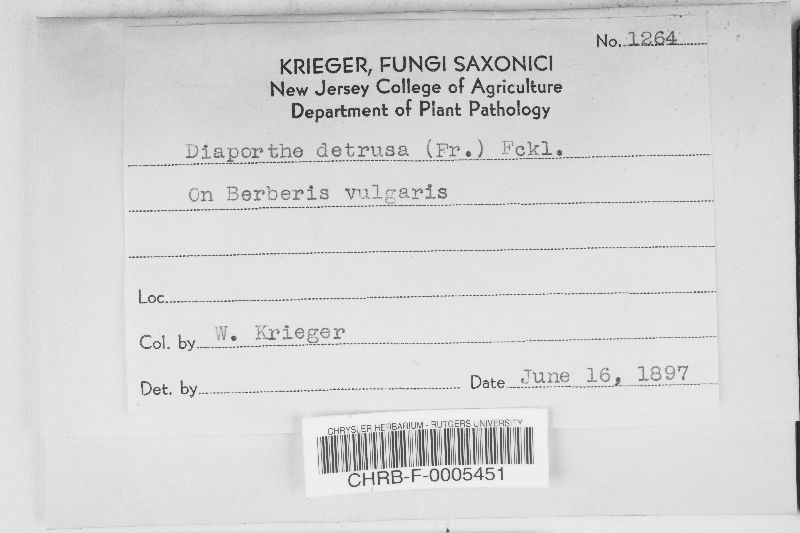 No. 1264
KRIEGER, FUNGI SAXONICI
New Jersey College of Agriculture
Department of Plant Pathology
Diaporthe detrusa (Fr.) Fckl.
On Berberis vulgaris
Loc.
Col. by W. Krieger
Det. by Date June 16, 1897
CHRYSLER HERBARIUM - RUTGERS UNIVERSITY
CHRB-F-0005451